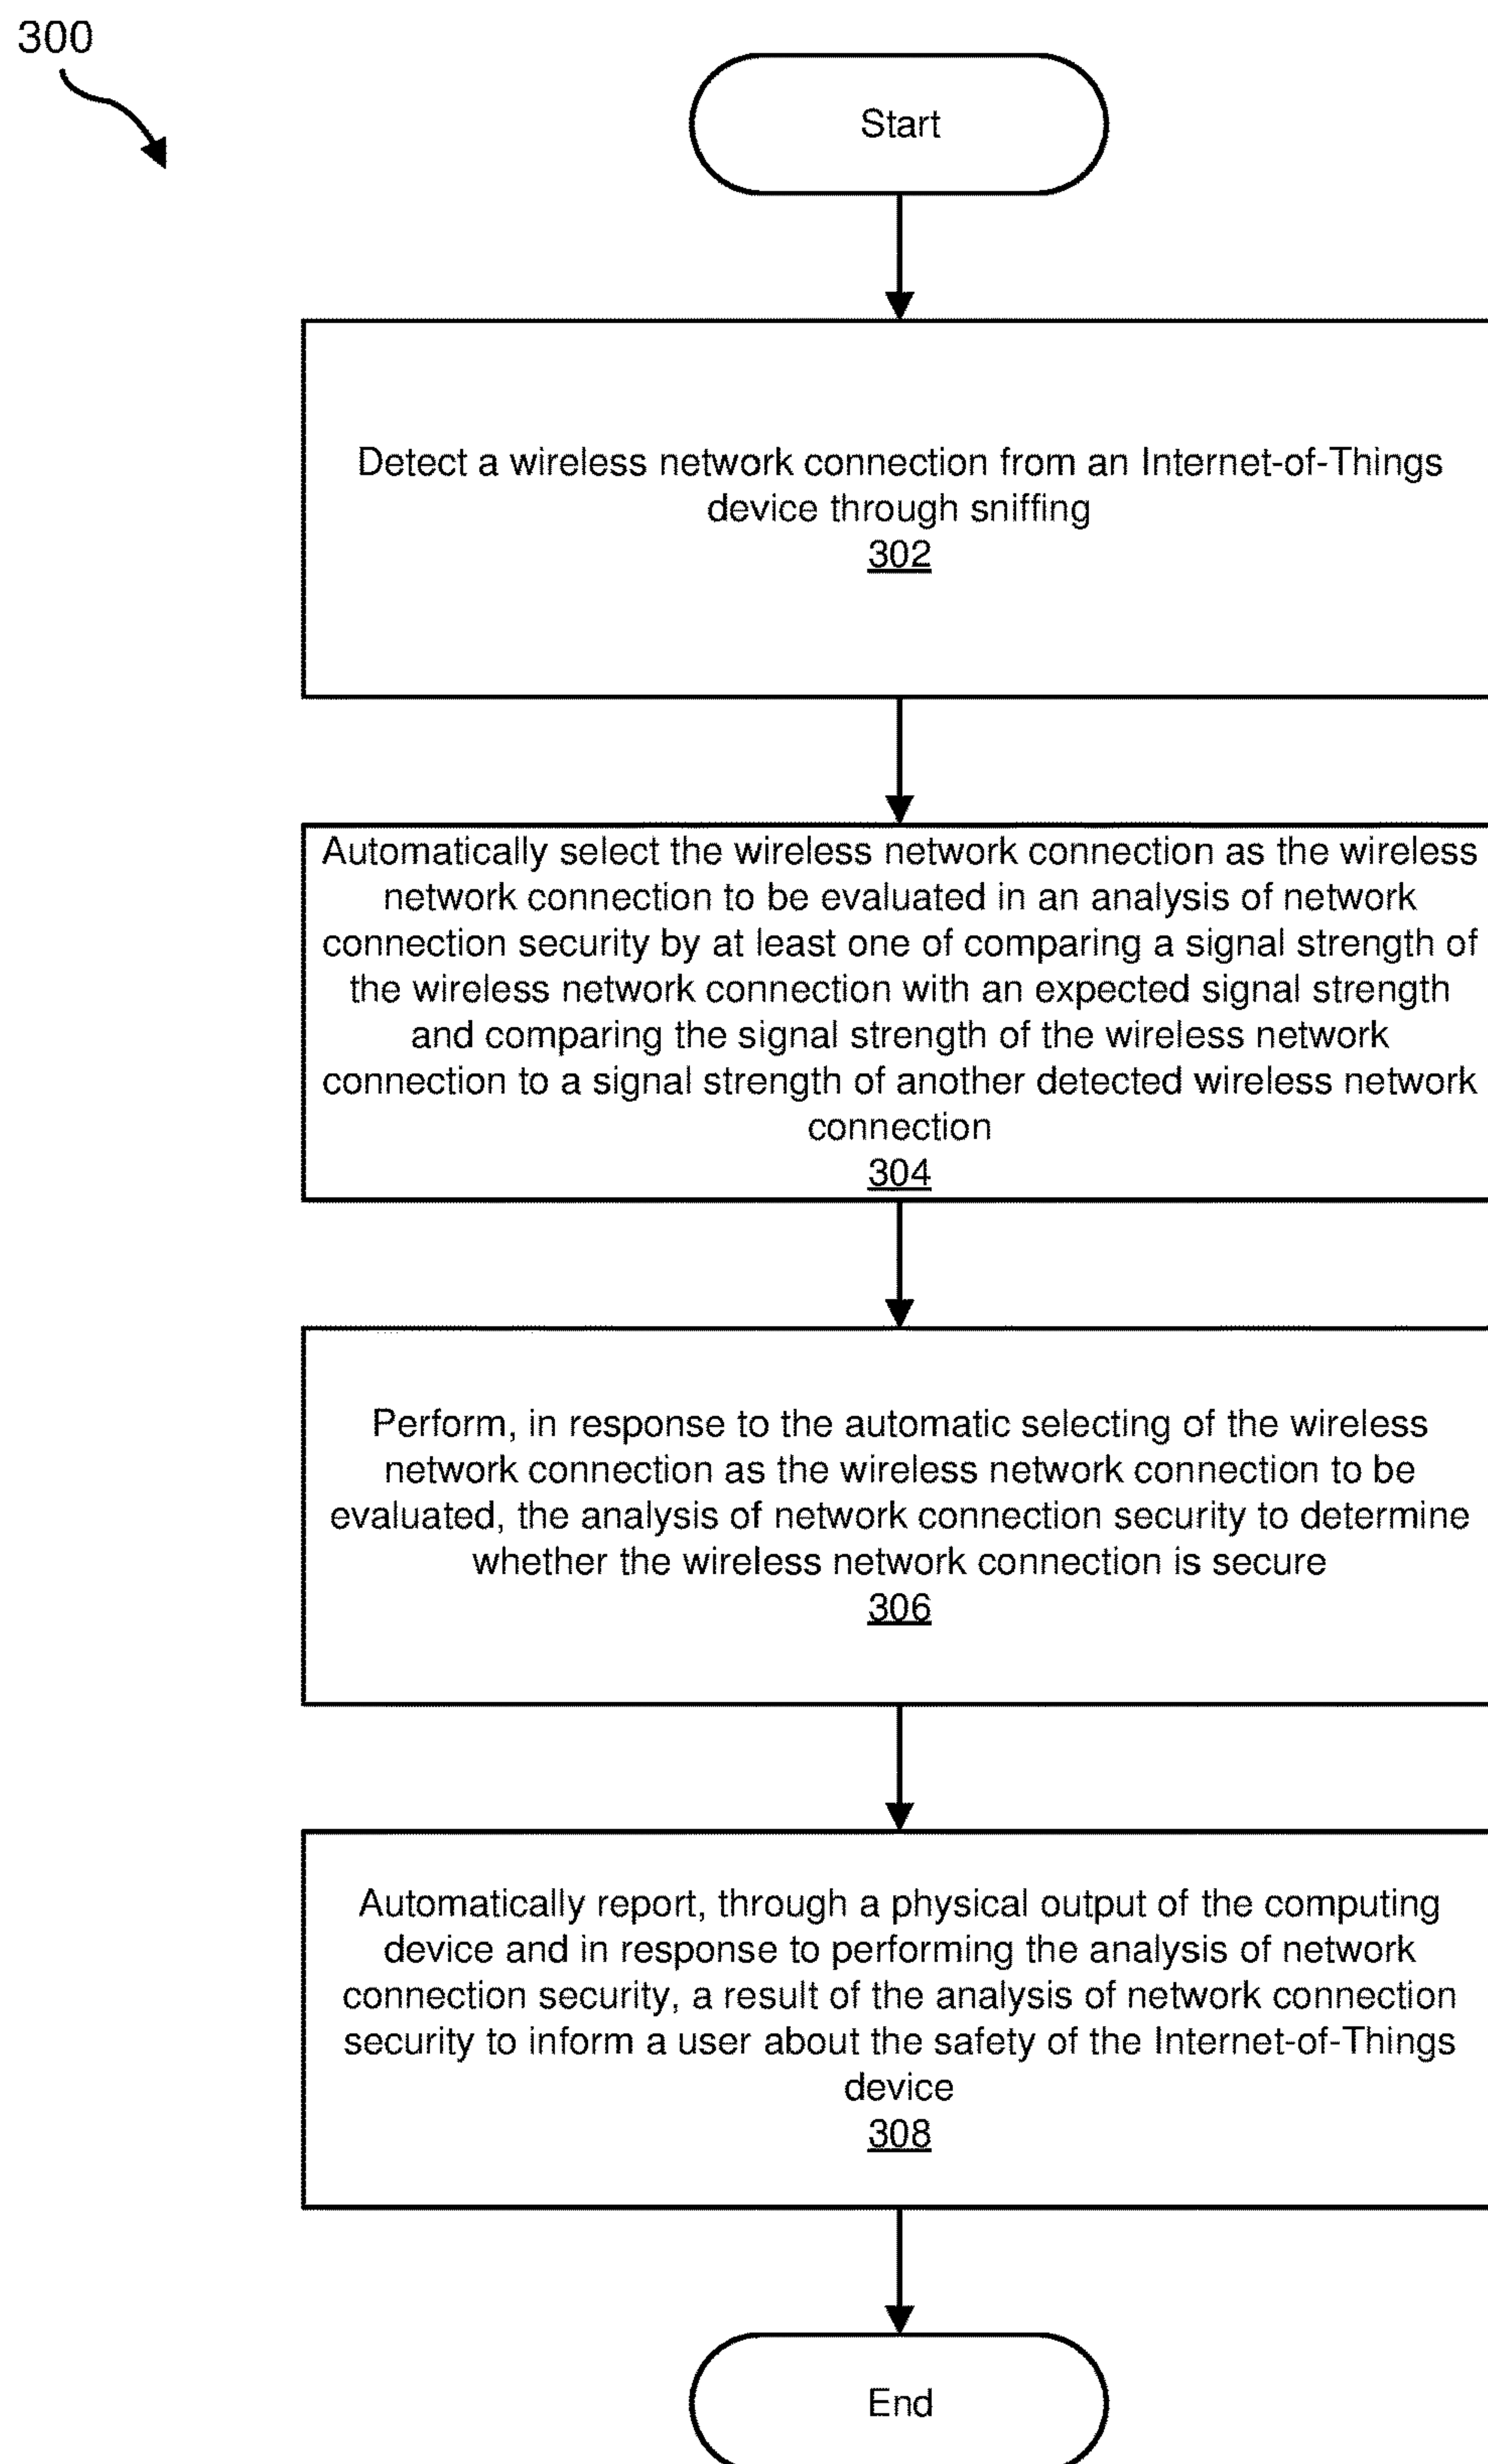 300
Start
Detect a wireless network connection from an Internet-of-Things
device through sniffing
302
Automatically select the wireless network connection as the wireless
network connection to be evaluated in an analysis of network
connection security by at least one of comparing a signal strength of
the wireless network connection with an expected signal strength
and comparing the signal strength of the wireless network
connection to a signal strength of another detected wireless network
connection
304
Perform, in response to the automatic selecting of the wireless
network connection as the wireless network connection to be
evaluated, the analysis of network connection security to determine
whether the wireless network connection is secure
306
Automatically report, through a physical output of the computing
device and in response to performing the analysis of network
connection security, a result of the analysis of network connection
security to inform a user about the safety of the Internet-of-Things
device
308
End